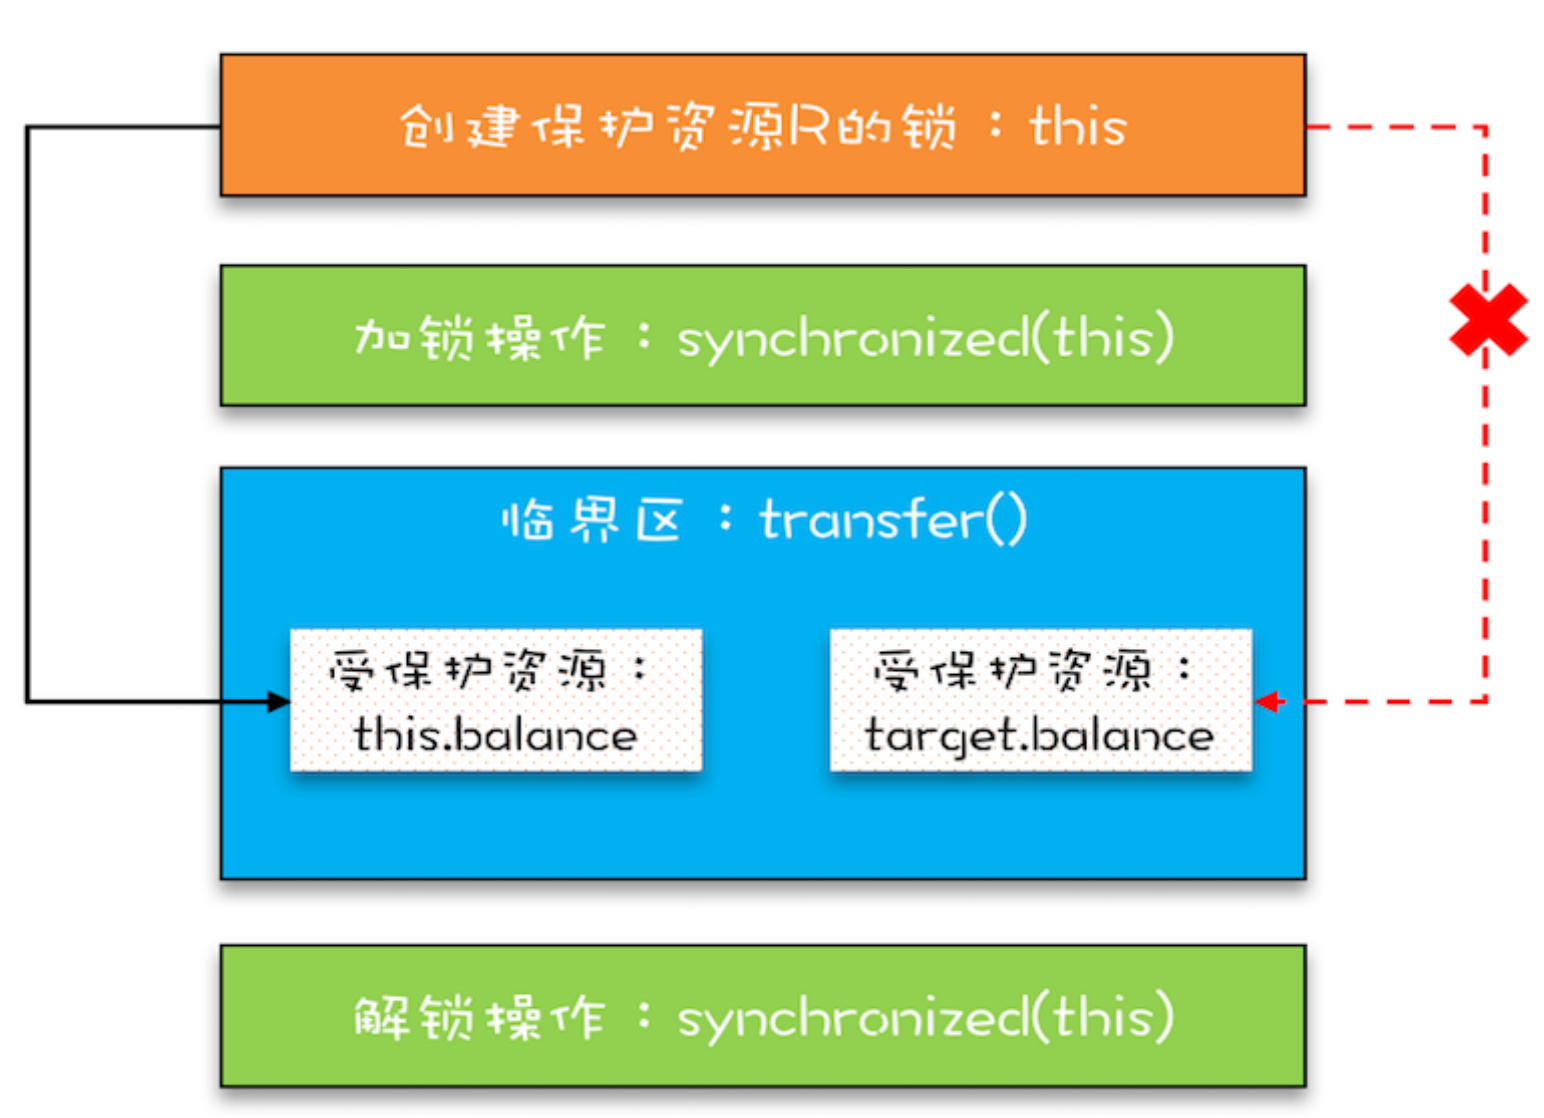 创建保护资源R的锁：this
加锁操作：synchronized(this)
临界区：transfer()
受保护资源：
this.balance
受保护资源：
target.balance
解锁操作：synchronized(this)